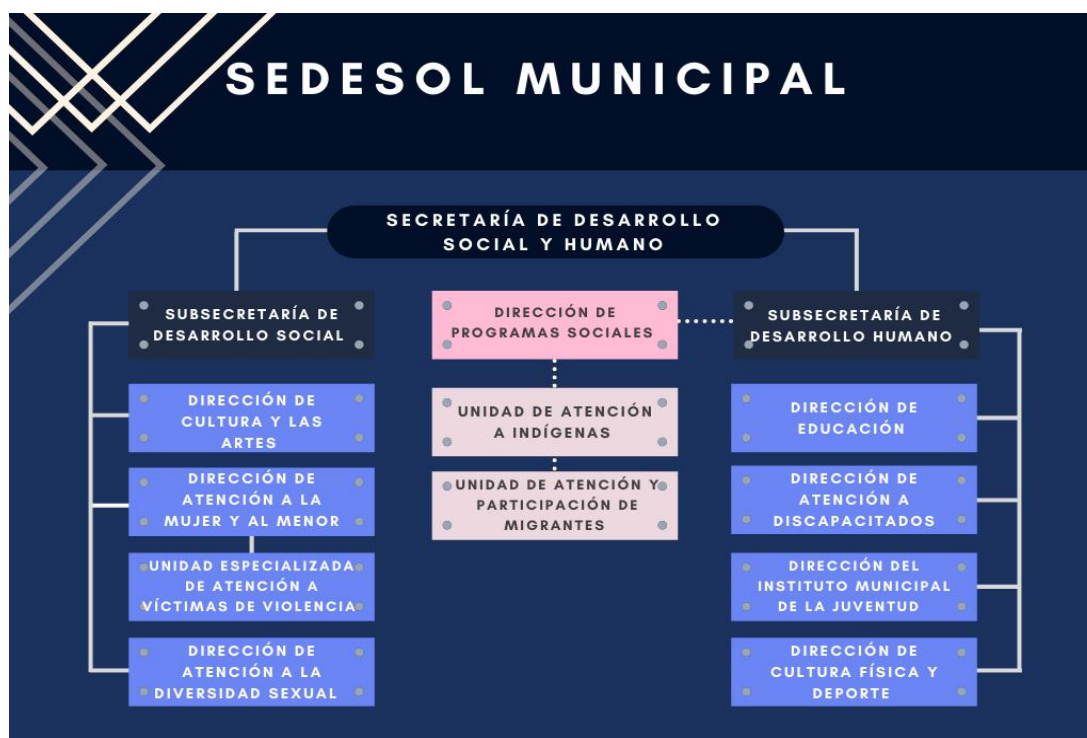 SEDESOL MUNICIPAL
SECRETARÍA DE DESARROLLO
SOCIAL Y HUMANO
SUBSECRETARÍA DE
DESARROLLO SOCIAL
DIRECCIÓN DE
CULTURA Y LAS
ARTES
DIRECCIÓN DE
ATENCIÓN A LA
MUJER Y AL MENOR
UNIDAD ESPECIALIZADA
DE ATENCIÓN A
VÍCTIMAS DE VIOLENCIA
DIRECCIÓN DE
ATENCIÓN A LA
DIVERSIDAD SEXUAL
DIRECCIÓN DE
PROGRAMAS SOCIALES
UNIDAD DE ATENCIÓN
A INDÍGENAS
UNIDAD DE ATENCIÓN Y
PARTICIPACIÓN DE
MIGRANTES
SUBSECRETARÍA DE
DESARROLLO HUMANO
DIRECCIÓN DE
EDUCACIÓN
DIRECCIÓN DE
ATENCIÓN A
DISCAPACITADOS
DIRECCIÓN DEL
INSTITUTO MUNICIPAL
DE LA JUVENTUD
DIRECCIÓN DE
CULTURA FÍSICA Y
DEPORTE